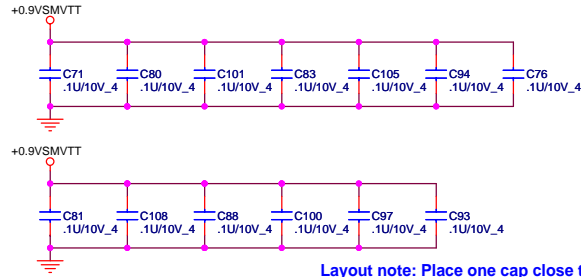 +0.9VSMVTT
C71 C80 C101 C83 C105 C94 C76
.1U/10V_4 .1U/10V_4 .1U/10V_4 .1U/10V_4 .1U/10V_4 .1U/10V_4 .1U/10V_4
+0.9VSMVTT
C81 C108 C88 C100 C97 C93
.1U/10V_4 .1U/10V_4 .1U/10V_4 .1U/10V_4 .1U/10V_4 .1U/10V_4
Layout note: Place one cap close